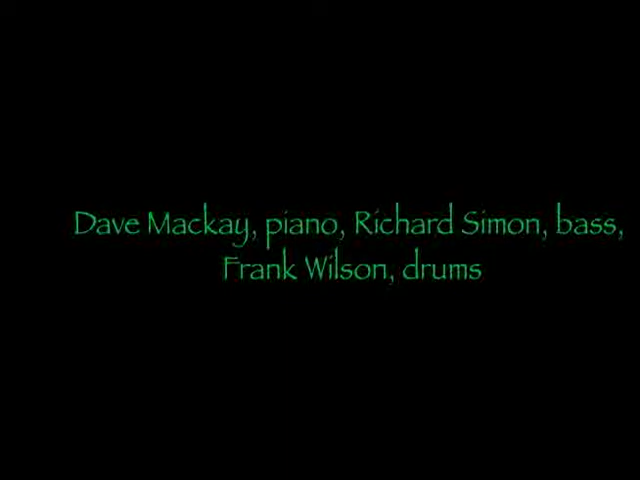 Dave Mackay, piano, Richard Simon, bass,
Frank Wilson, drums